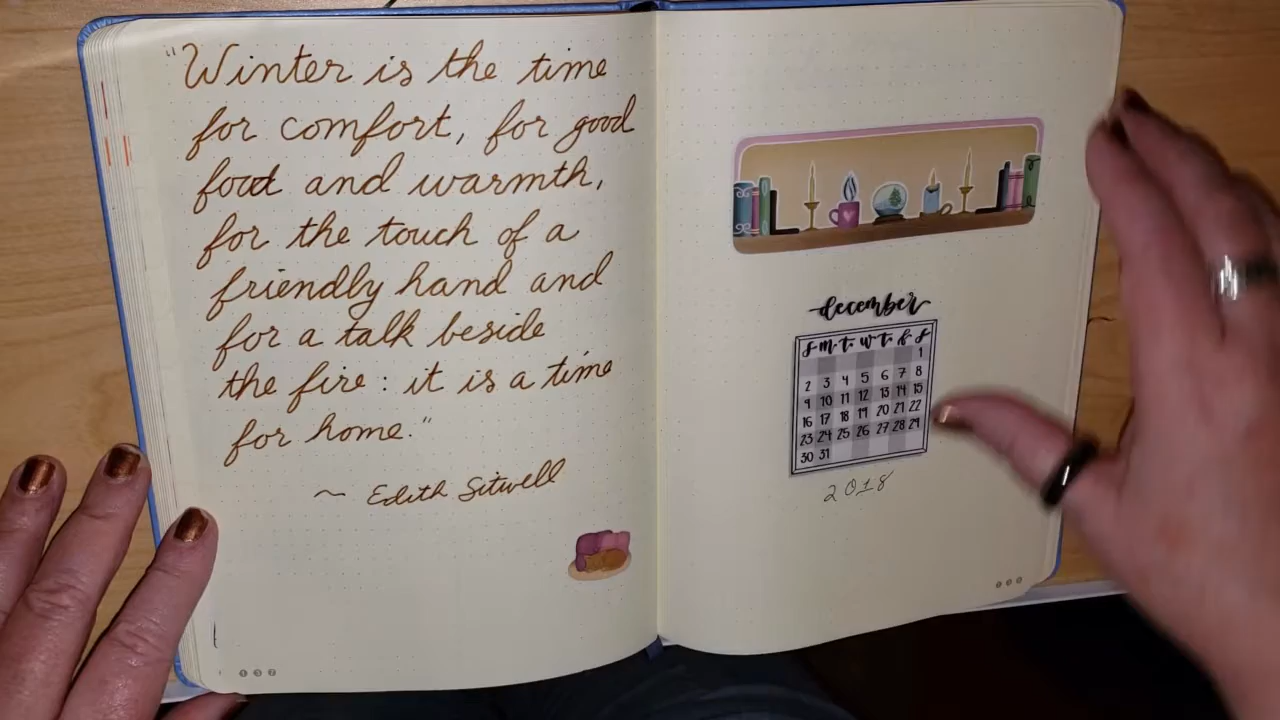 "Winter is the time
for comfort, for good
food and warmth,
for the touch of a
friendly hand and
for a talk beside
the fire: it is a time
for home."
~ Edith Sitwell
132
december
S M T W T F S
1
2 3 4 5 6 7 8
9 10 11 12 13 14 15
16 17 18 19 20 21 22
23 24 25 26 27 28 29
30 31
2018